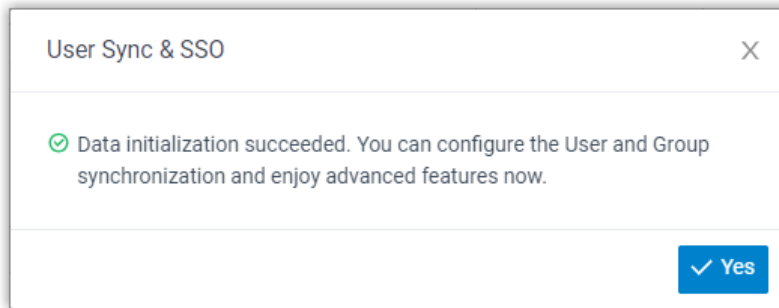 User Sync & SSO
Data initialization succeeded. You can configure the User and Group
synchronization and enjoy advanced features now.
Yes